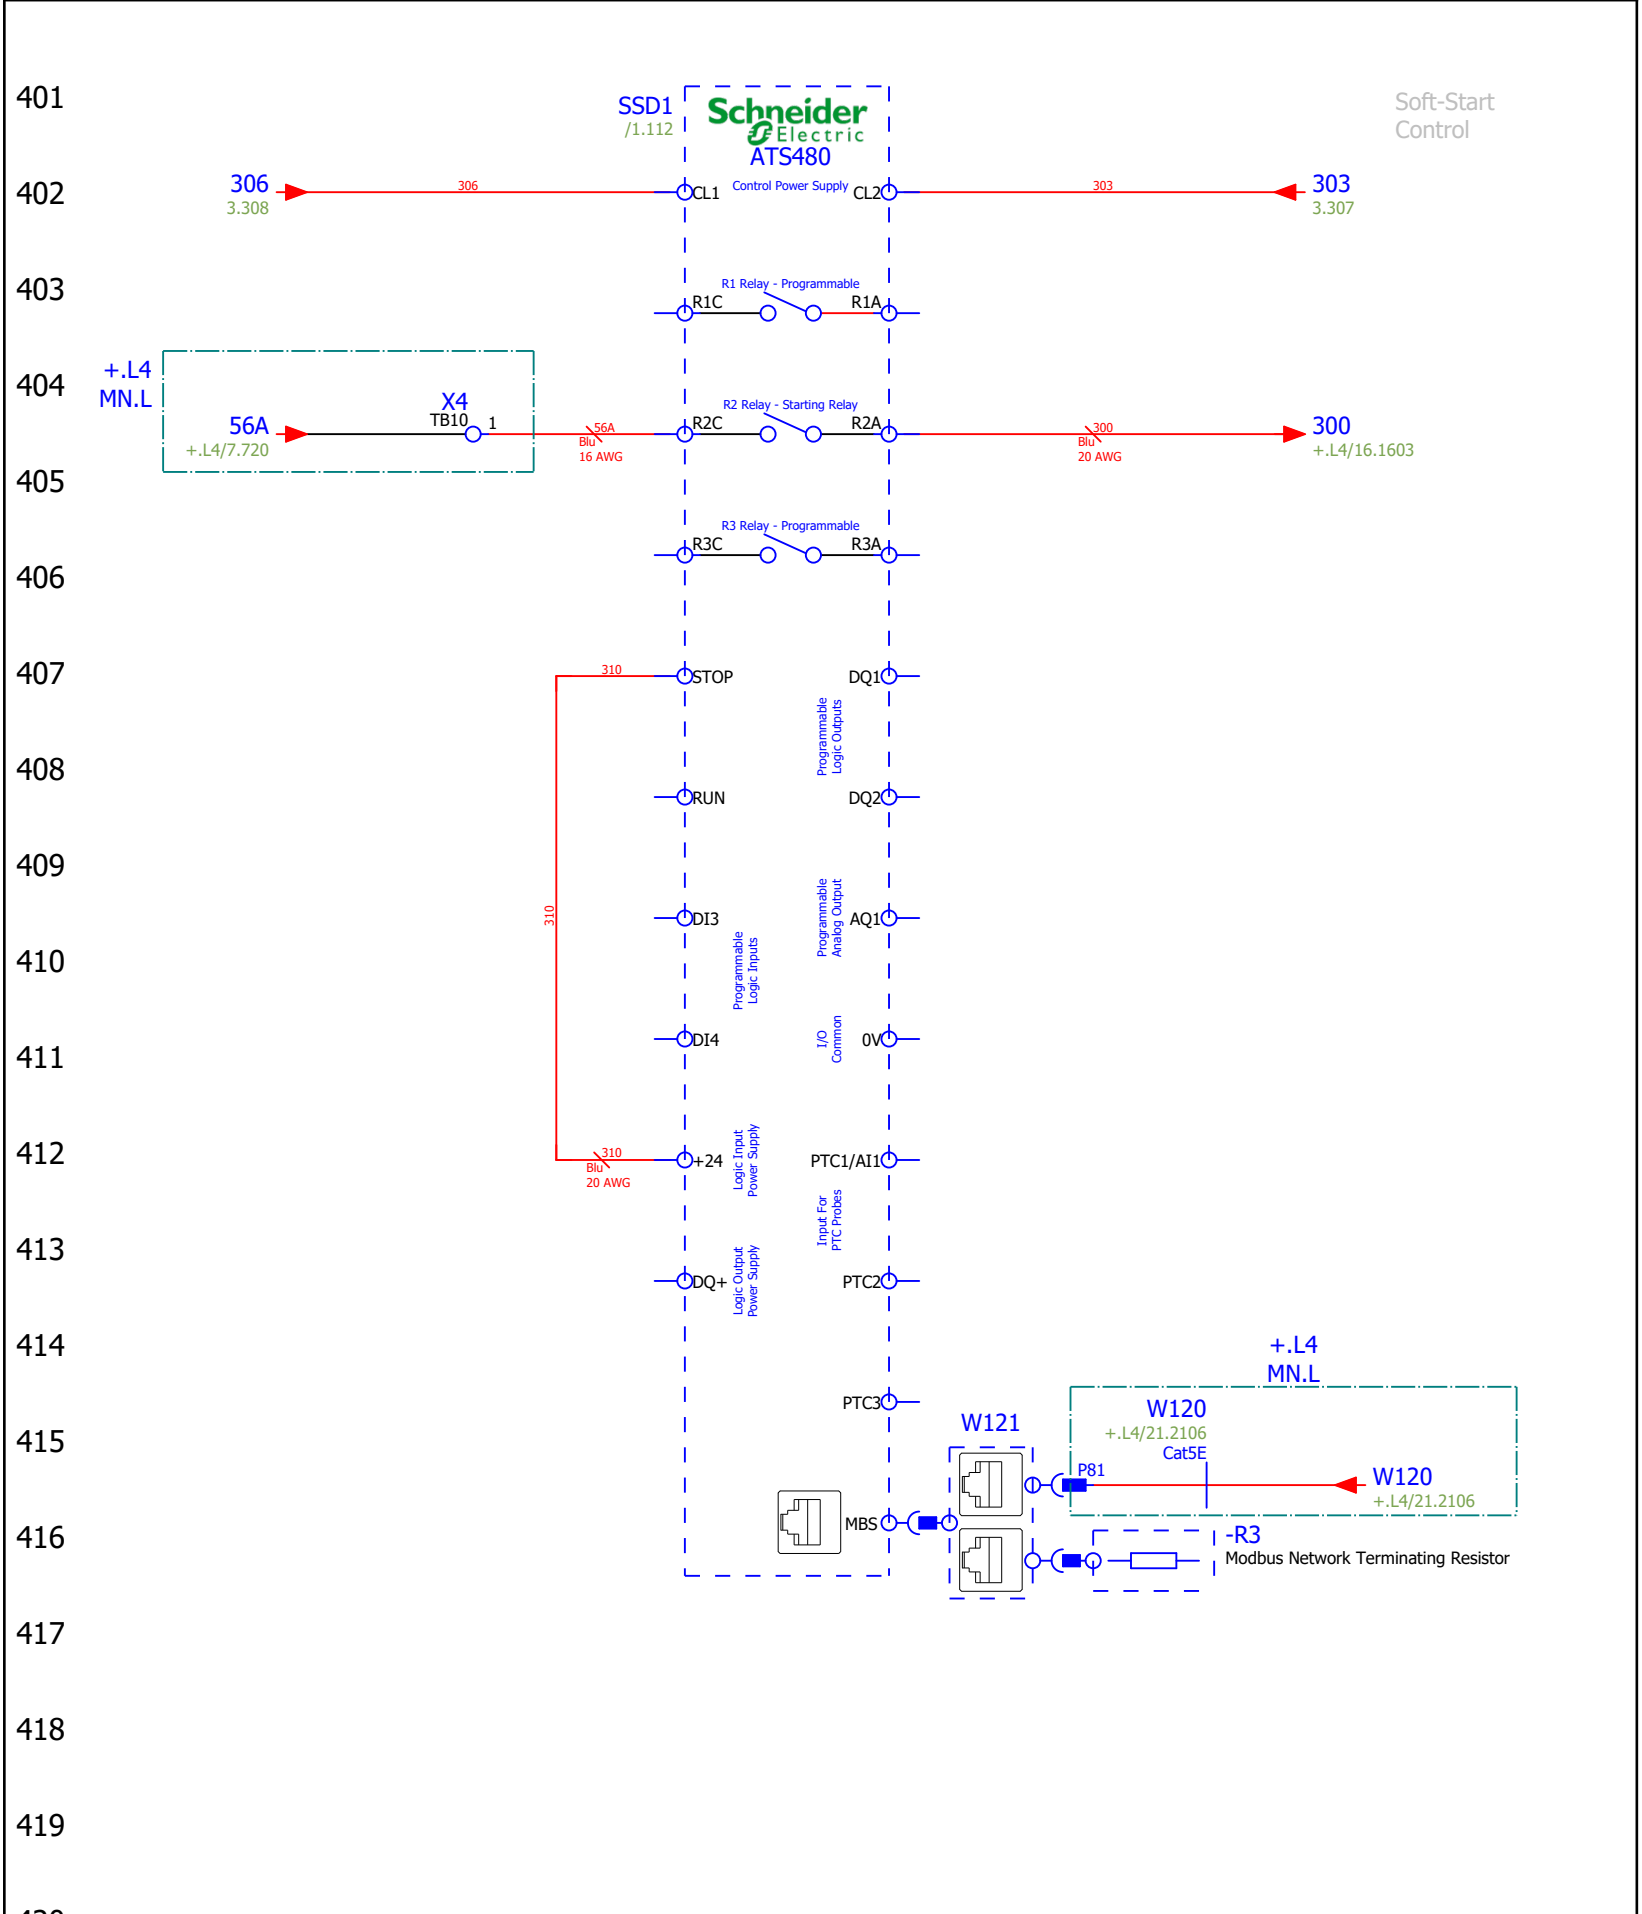 401
SSD1
/1.112
Schneider
Electric
ATS480
Soft-Start
Control
402
306
3.308
306
CL1
Control Power Supply
CL2
303
303
3.307
403
R1 Relay - Programmable
R1C
R1A
404
+.L4
MN.L
56A
+.L4/7.720
X4
TB10
1
56A
Blu
16 AWG
R2 Relay - Starting Relay
R2C
R2A
300
Blu
20 AWG
300
+.L4/16.1603
405
R3 Relay - Programmable
R3C
R3A
406
407
310
STOP
DQ1
Programmable
Logic Outputs
408
RUN
DQ2
409
310
DI3
Programmable
Analog Output
AQ1
410
Programmable
Logic Inputs
411
DI4
I/O
Common
0V
412
310
Blu
20 AWG
+24
Logic Input
Power Supply
PTC1/AI1
Input For
PTC Probes
413
DQ+
Logic Output
Power Supply
PTC2
414
+.L4
MN.L
PTC3
415
W121
W120
+.L4/21.2106
Cat5E
P81
W120
+.L4/21.2106
416
MBS
-R3
Modbus Network Terminating Resistor
417
418
419